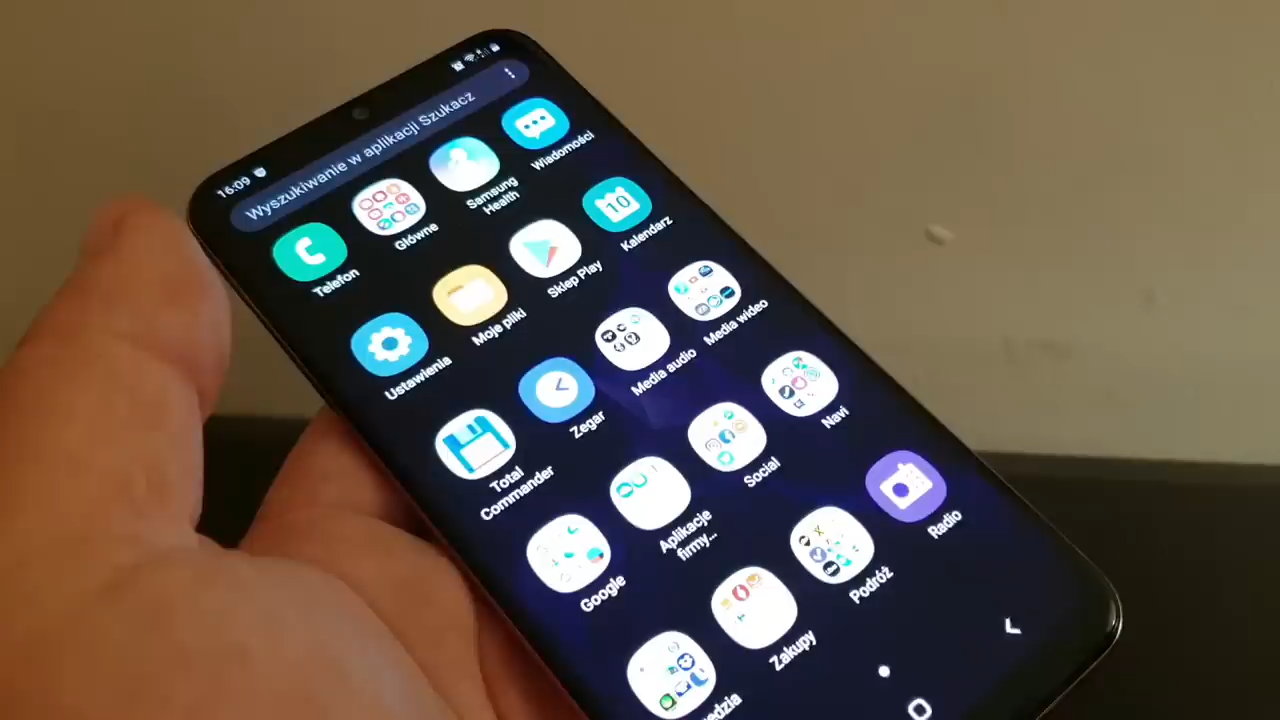 16:09
Wyszukiwanie w aplikacji Szukacz
Telefon
Główne
Samsung
Health
Wiadomości
Ustawienia
Moje pliki
Sklep Play
10
Kalendarz
Total
Commander
Zegar
Media audio
Media wideo
Google
Aplikacje
firmy...
Social
Navi
Zakupy
Podróż
Radio